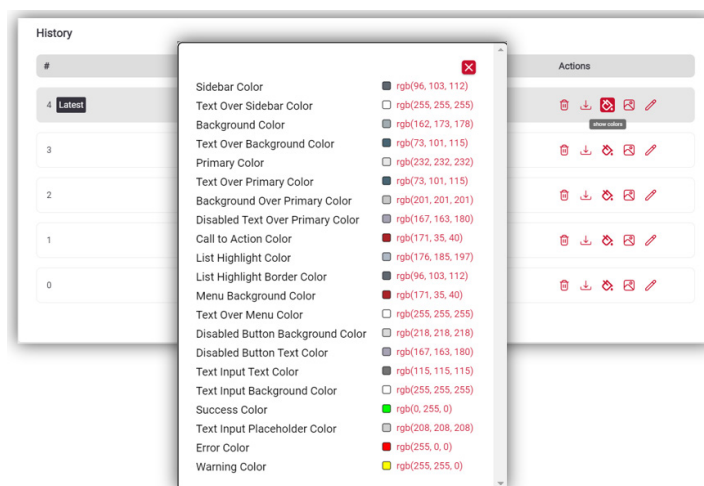 History
# Actions
4 Latest
show colors
3
2
1
0
Sidebar Color rgb(96, 103, 112)
Text Over Sidebar Color rgb(255, 255, 255)
Background Color rgb(162, 173, 178)
Text Over Background Color rgb(73, 101, 115)
Primary Color rgb(232, 232, 232)
Text Over Primary Color rgb(73, 101, 115)
Background Over Primary Color rgb(201, 201, 201)
Disabled Text Over Primary Color rgb(167, 163, 180)
Call to Action Color rgb(171, 35, 40)
List Highlight Color rgb(176, 185, 197)
List Highlight Border Color rgb(96, 103, 112)
Menu Background Color rgb(171, 35, 40)
Text Over Menu Color rgb(255, 255, 255)
Disabled Button Background Color rgb(218, 218, 218)
Disabled Button Text Color rgb(167, 163, 180)
Text Input Text Color rgb(115, 115, 115)
Text Input Background Color rgb(255, 255, 255)
Success Color rgb(0, 255, 0)
Text Input Placeholder Color rgb(208, 208, 208)
Error Color rgb(255, 0, 0)
Warning Color rgb(255, 255, 0)